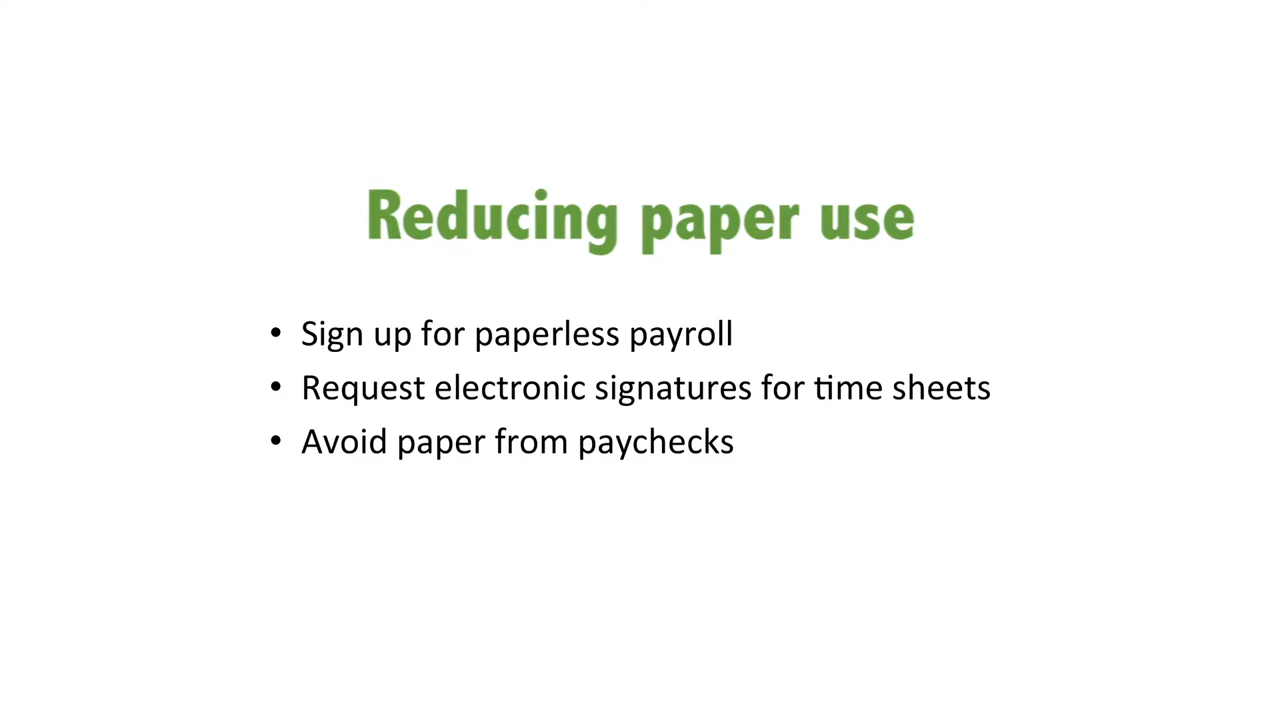 Reducing paper use
• Sign up for paperless payroll
• Request electronic signatures for time sheets
• Avoid paper from paychecks